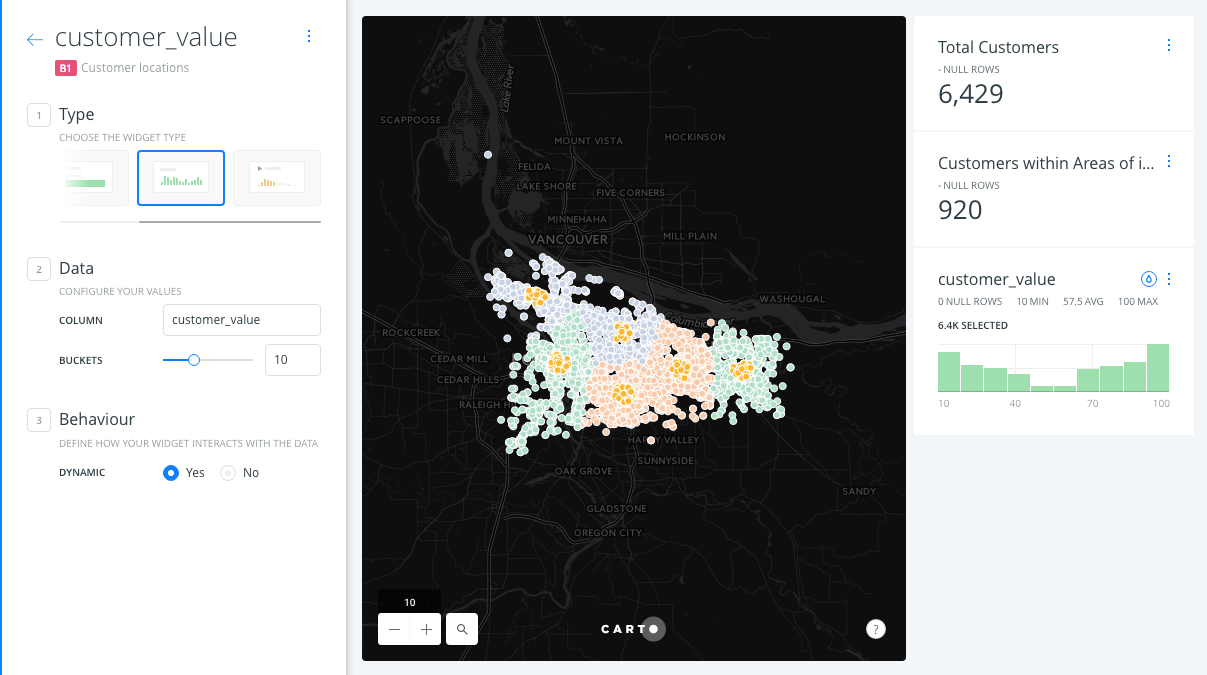 customer_value
B1 Customer locations
1 Type
CHOOSE THE WIDGET TYPE
2 Data
CONFIGURE YOUR VALUES
COLUMN customer_value
BUCKETS 10
3 Behaviour
DEFINE HOW YOUR WIDGET INTERACTS WITH THE DATA
DYNAMIC Yes No
Lake River
SCAPPOOSE
MOUNT VISTA
HOCKINSON
FELIDA
LAKE SHORE
FIVE CORNERS
MINNEHAHA
VANCOUVER
MILL PLAIN
WASHOUGAL
ROCKCREEK
CEDAR MILL
CEDAR HILLS
RALEIGH
VALLEY
SUNNYSIDE
OAK GROVE
SANDY
GLADSTONE
OREGON CITY
10
CARTO
?
Total Customers
- NULL ROWS
6,429
Customers within Areas of i...
- NULL ROWS
920
customer_value
0 NULL ROWS 10 MIN 57.5 AVG 100 MAX
6.4K SELECTED
10 40 70 100